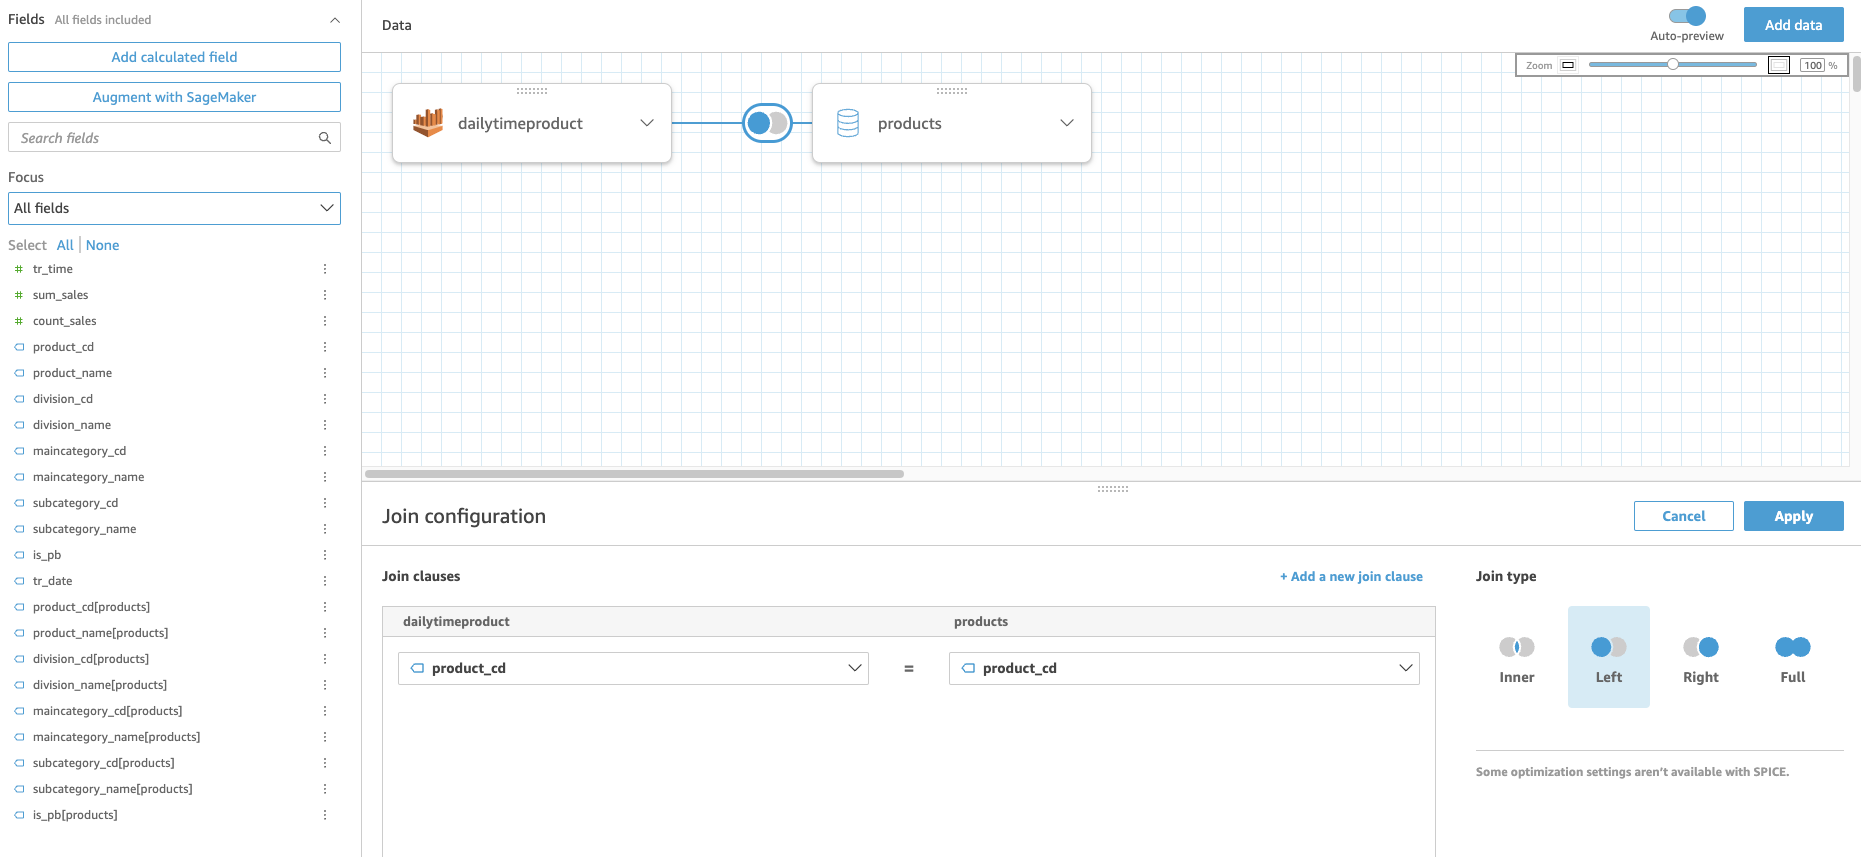 Fields All fields included
Add calculated field
Augment with SageMaker
Search fields
Focus
All fields
Select All | None
tr_time
sum_sales
count_sales
product_cd
product_name
division_cd
division_name
maincategory_cd
maincategory_name
subcategory_cd
subcategory_name
is_pb
tr_date
product_cd[products]
product_name[products]
division_cd[products]
division_name[products]
maincategory_cd[products]
maincategory_name[products]
subcategory_cd[products]
subcategory_name[products]
is_pb[products]
Data
Auto-preview
Add data
Zoom 100 %
dailytimeproduct
products
Join configuration
Cancel
Apply
Join clauses
+ Add a new join clause
dailytimeproduct products
product_cd = product_cd
Join type
Inner Left Right Full
Some optimization settings aren't available with SPICE.